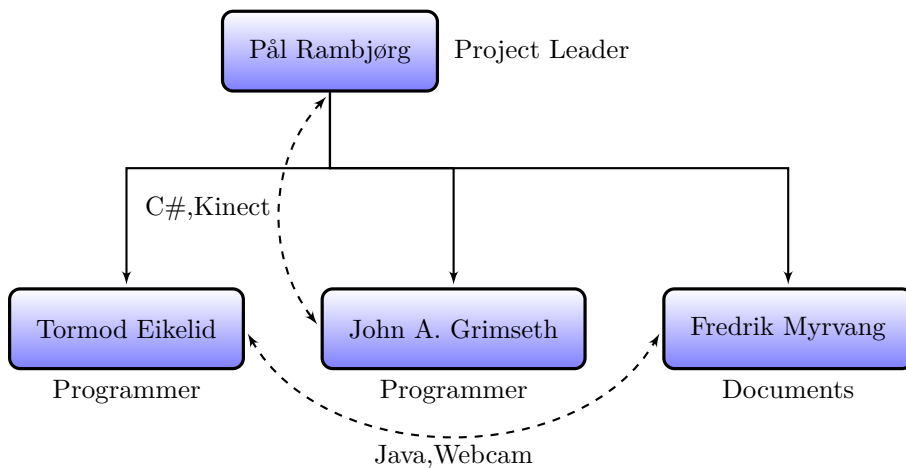 Pål Rambjørg
Project Leader
C#,Kinect
Tormod Eikelid
John A. Grimseth
Fredrik Myrvang
Programmer
Programmer
Documents
Java,Webcam